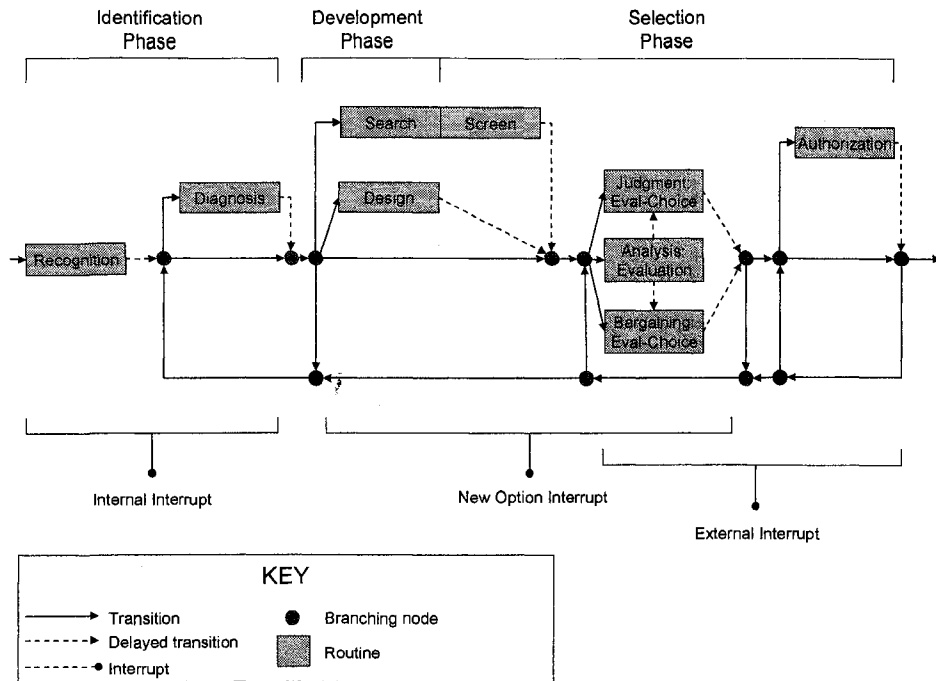 Identification
Phase
Development
Phase
Selection
Phase
Search
Screen
Authorization
Diagnosis
Design
Judgment:
Eval-Choice
Recognition
Analysis:
Evaluation
Bargaining:
Eval-Choice
Internal Interrupt
New Option Interrupt
External Interrupt
KEY
Transition
Branching node
Delayed transition
Routine
Interrupt